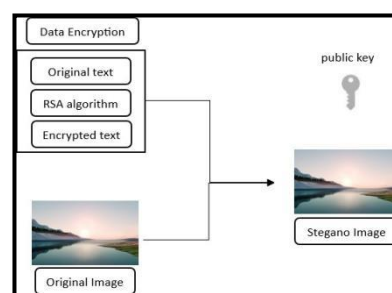 Data Encryption
Original text
RSA algorithm
Encrypted text
public key
Stegano Image
Original Image